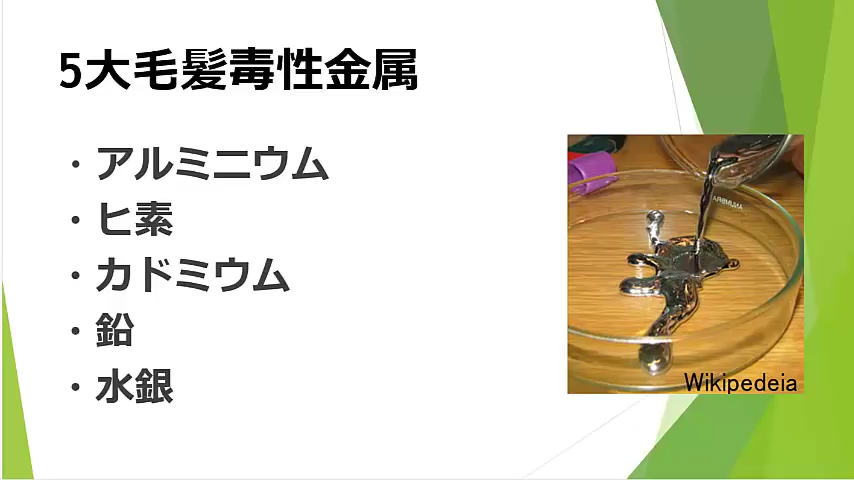 5大毛髪毒性金属
・アルミニウム
・ヒ素
・カドミウム
・鉛
・水銀
Wikipedeia